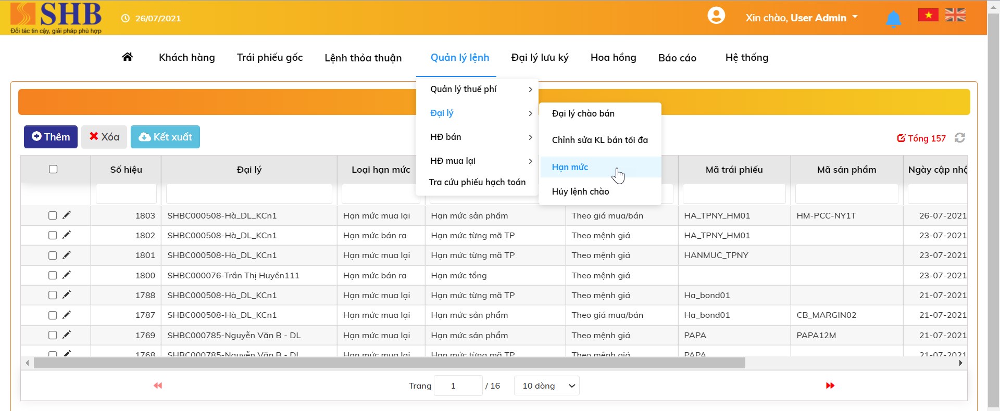 SHB
Đối tác tin cậy, giải pháp phù hợp
26/07/2021
Xin chào, User Admin
Khách hàng Trái phiếu gốc Lệnh thỏa thuận Quản lý lệnh Đại lý lưu ký Hoa hồng Báo cáo Hệ thống
Quản lý thuế phí
Đại lý
HĐ bán
HĐ mua lại
Tra cứu phiếu hạch toán
Đại lý chào bán
Chỉnh sửa KL bán tối đa
Hạn mức
Hủy lệnh chào
Thêm Xóa Kết xuất Tổng 157
Số hiệu Đại lý Loại hạn mức Mã trái phiếu Mã sản phẩm Ngày cập
1803 SHBC000508-Hà_DL_KCn1 Hạn mức mua lại Hạn mức sản phẩm Theo giá mua/bán HA_TPNY_HM01 HM-PCC-NY1T 26-07-2021
1802 SHBC000508-Hà_DL_KCn1 Hạn mức bán ra Hạn mức từng mã TP Theo mệnh giá HA_TPNY_HM01 23-07-2021
1801 SHBC000508-Hà_DL_KCn1 Hạn mức mua lại Hạn mức từng mã TP Theo mệnh giá HANMUC_TPNY 23-07-2021
1800 SHBC000076-Trần Thị Huyền111 Hạn mức bán ra Hạn mức tổng Theo mệnh giá 23-07-2021
1788 SHBC000508-Hà_DL_KCn1 Hạn mức mua lại Hạn mức từng mã TP Theo mệnh giá Ha_bond01 21-07-2021
1787 SHBC000508-Hà_DL_KCn1 Hạn mức mua lại Hạn mức sản phẩm Theo giá mua/bán Ha_bond01 CB_MARGIN02 21-07-2021
1769 SHBC000785-Nguyễn Văn B - DL Hạn mức mua lại Hạn mức sản phẩm Theo mệnh giá PAPA PAPA12M 21-07-2021
1768 SHBC000785-Nguyễn Văn B - DL Hạn mức mua lại Hạn mức từng mã TP Theo mệnh giá PAPA 21-07-2021
Trang 1 / 16 10 dòng